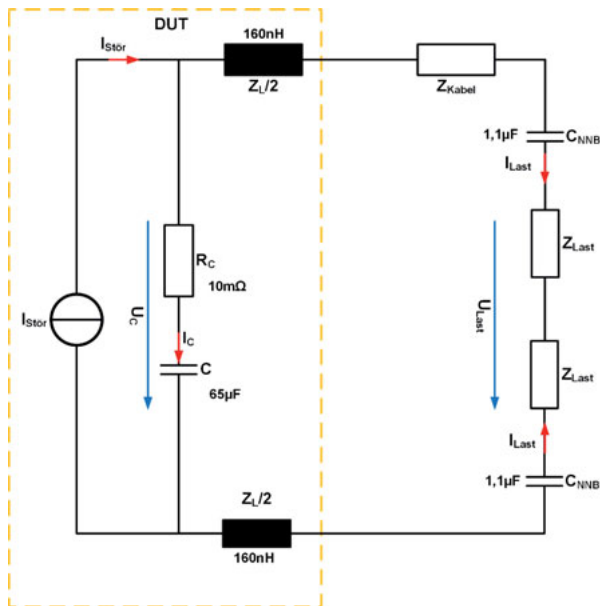 DUT
I_Stör
160nH
Z_L/2
Z_Kabel
1,1µF
C_NNB
I_Last
Z_Last
R_C
10mΩ
U_C
I_Stör
I_C
C
65µF
U_Last
Z_Last
I_Last
1,1µF
C_NNB
Z_L/2
160nH